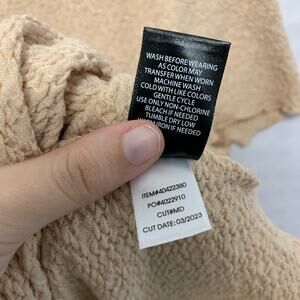 WASH BEFORE WEARING
AS COLOR MAY
TRANSFER WHEN WORN
MACHINE WASH
COLD WITH LIKE COLORS
GENTLE CYCLE
USE ONLY NON-CHLORINE
BLEACH IF NEEDED
TUMBLE DRY LOW
IRON IF NEEDED
ITEM#40422380
PO#4022910
CUT#MD
CUT DATE: 03/2023